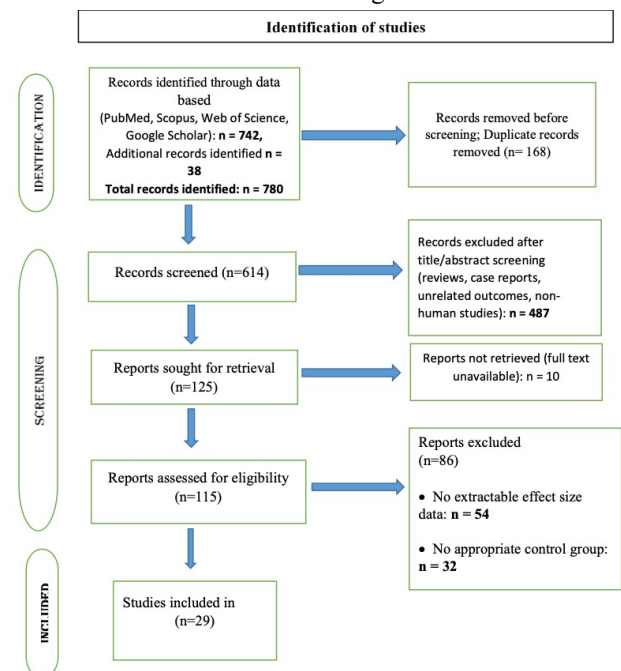 Identification of studies
IDENTIFICATION
Records identified through data
based
(PubMed, Scopus, Web of Science,
Google Scholar): n = 742,
Additional records identified n =
38
Total records identified: n = 780
Records removed before
screening; Duplicate records
removed (n= 168)
SCREENING
Records screened (n=614)
Records excluded after
title/abstract screening
(reviews, case reports,
unrelated outcomes, non-
human studies): n = 487
Reports sought for retrieval
(n=125)
Reports not retrieved (full text
unavailable): n = 10
Reports assessed for eligibility
(n=115)
Reports excluded
(n=86)
• No extractable effect size
data: n = 54
• No appropriate control group:
n = 32
INCLUDED
Studies included in
(n=29)